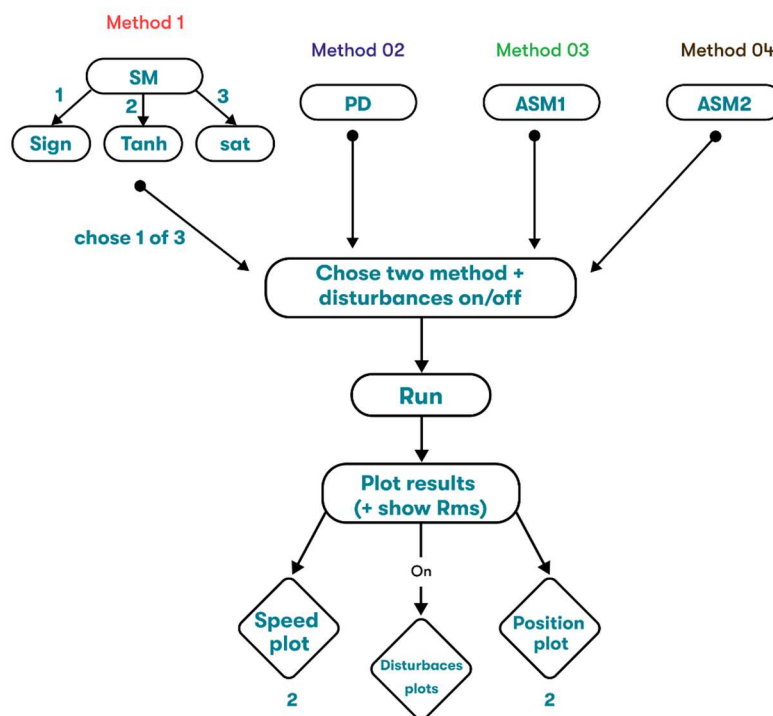 Method 1
Method 02
Method 03
Method 04
SM
PD
ASM1
ASM2
1
2
3
Sign
Tanh
sat
chose 1 of 3
Chose two method +
disturbances on/off
Run
Plot results
(+ show Rms)
On
Speed
plot
Disturbaces
plots
Position
plot
2
2